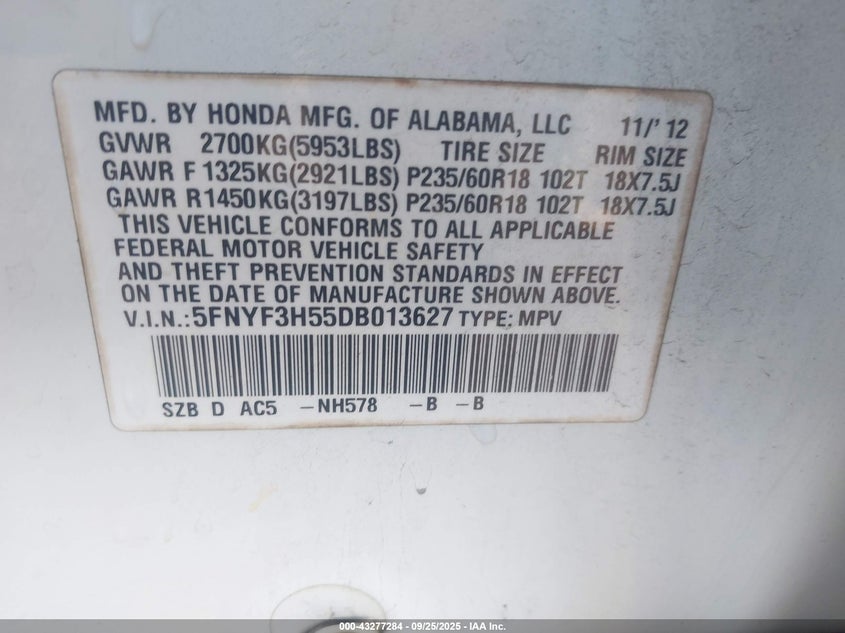 MFD. BY HONDA MFG. OF ALABAMA, LLC 11/'12
GVWR 2700KG(5953LBS) TIRE SIZE RIM SIZE
GAWR F 1325KG(2921LBS) P235/60R18 102T 18X7.5J
GAWR R1450KG(3197LBS) P235/60R18 102T 18X7.5J
THIS VEHICLE CONFORMS TO ALL APPLICABLE
FEDERAL MOTOR VEHICLE SAFETY
AND THEFT PREVENTION STANDARDS IN EFFECT
ON THE DATE OF MANUFACTURE SHOWN ABOVE.
V.I.N.:5FNYF3H55DB013627 TYPE: MPV
SZB D AC5 -NH578 -B -B
000-43277284 - 09/25/2025 - IAA Inc.